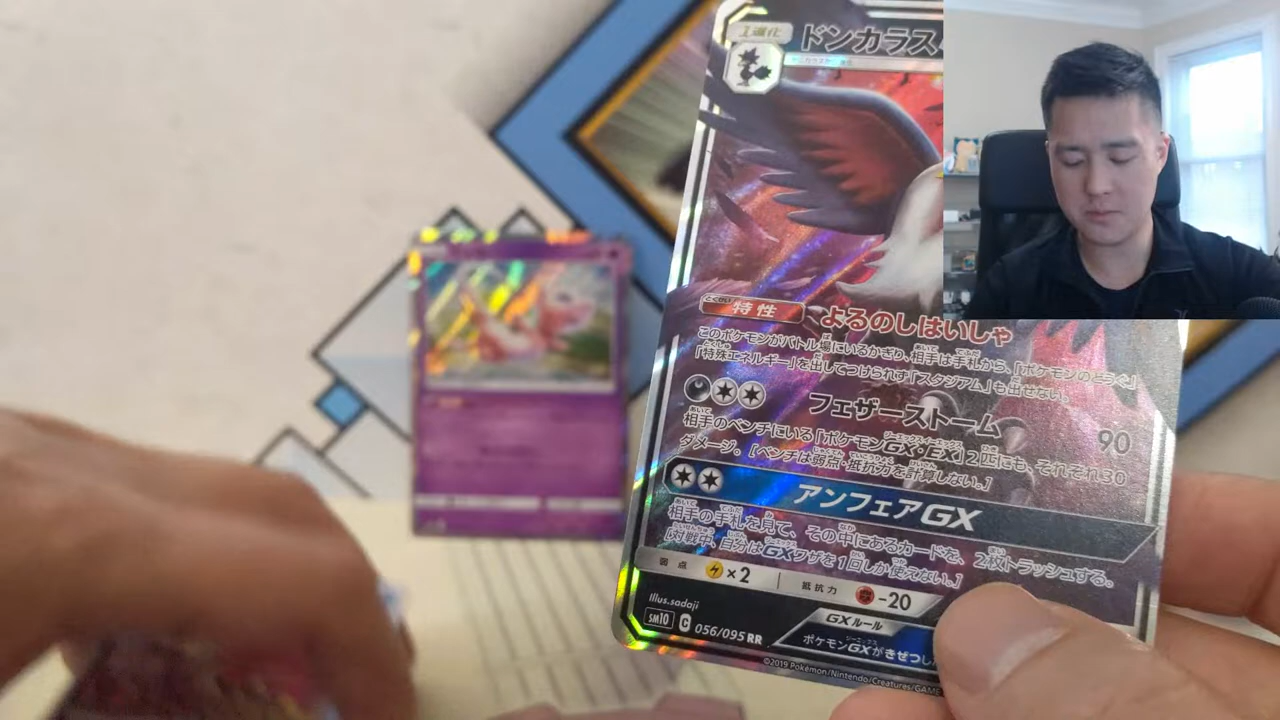 1進化
ドンカラス
特性
よるのしはいしゃ
このポケモンがバトル場にいるかぎり、相手は手札から、「ポケモンのどうぐ」
「特殊エネルギー」を出してつけられず「スタジアム」も出せない。
フェザーストーム 90
相手のベンチにいる「ポケモンGX・EX」2匹にも、それぞれ30
ダメージ。[ベンチは弱点・抵抗力を計算しない。]
アンフェアGX
相手の手札を見て、その中にあるカードを、2枚トラッシュする。
[対戦中、自分はGXワザを1回しか使えない。]
弱点 ×2 抵抗力 -20
Illus.sadaji
SM10 C 056/095 RR
GXルール
ポケモンGXがきぜつし
©2019 Pokémon/Nintendo/Creatures/GAME